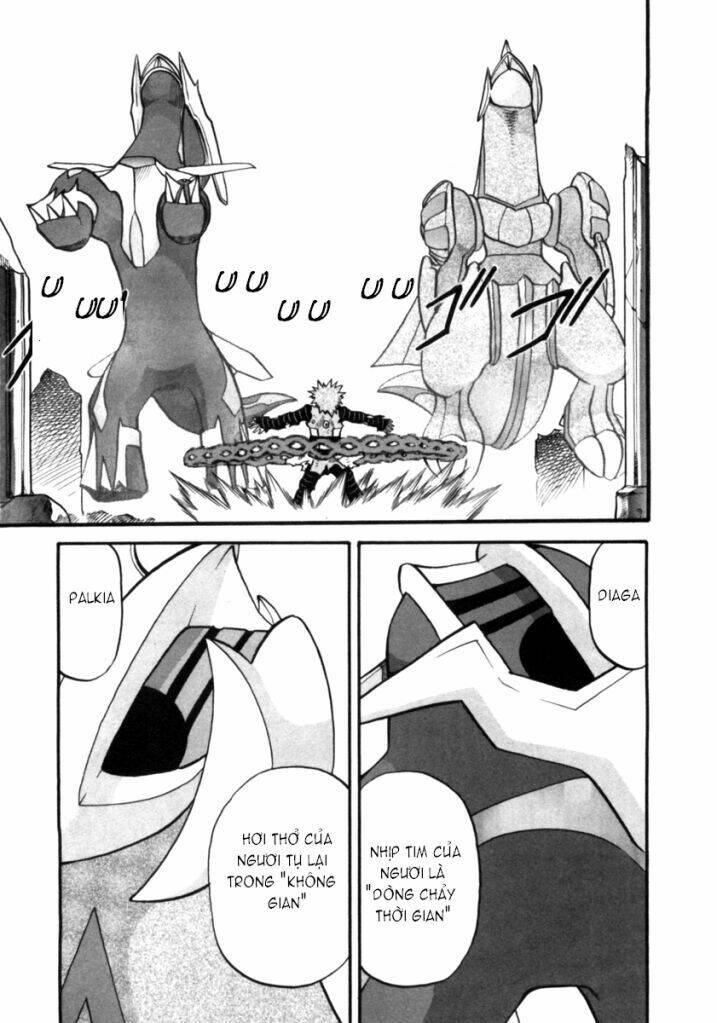 ゴゴゴ
DIAGA
NHỊP TIM CỦA
NGƯƠI LÀ
"DÒNG CHẢY
THỜI GIAN"
PALKIA
HƠI THỞ CỦA
NGƯƠI TỤ LẠI
TRONG "KHÔNG
GIAN"